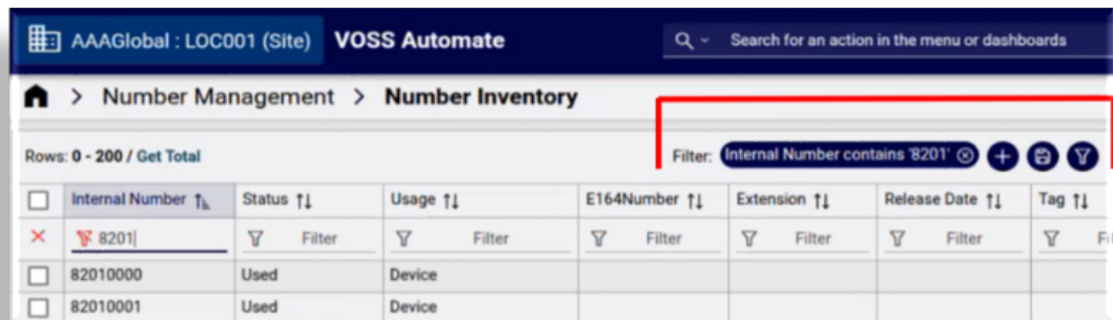 AAAGlobal : LOC001 (Site) VOSS Automate Search for an action in the menu or dashboards
> Number Management > Number Inventory
Rows: 0 - 200 / Get Total Filter: Internal Number contains '8201'
Internal Number Status Usage E164Number Extension Release Date Tag
8201 Filter Filter Filter Filter Filter
82010000 Used Device
82010001 Used Device